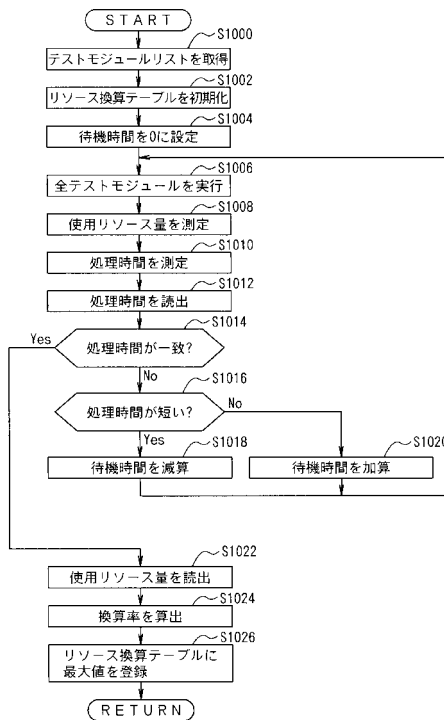 START
S1000
テストモジュールリストを取得
S1002
リソース換算テーブルを初期化
S1004
待機時間を0に設定
S1006
全テストモジュールを実行
S1008
使用リソース量を測定
S1010
処理時間を測定
S1012
処理時間を読出
S1014
Yes
処理時間が一致?
No
S1016
処理時間が短い?
No
Yes
S1018
S1020
待機時間を減算
待機時間を加算
S1022
使用リソース量を読出
S1024
換算率を算出
S1026
リソース換算テーブルに
最大値を登録
RETURN